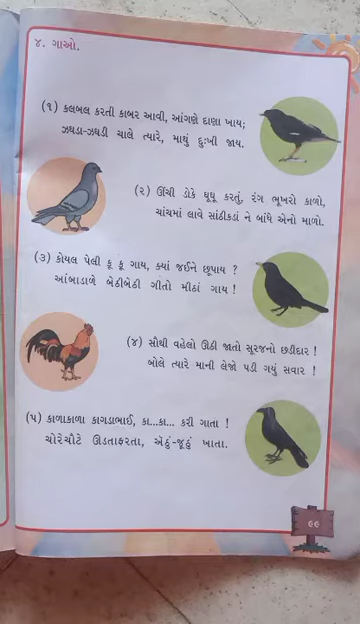 ૪. ગાઓ.
(૧) કલબલ કરતી કાબર આવી, આંગણે દાણા ખાય;
ઝઘડા-ઝઘડી ચાલે ત્યારે, માથું દુઃખી જાય.
(૨) ઊંચી ડોકે ઘૂઘૂ કરતું, રંગ ભૂખરો કાળો,
ચાંચમાં લાવે સાંઠીકડાં ને બાંધે એનો માળો.
(૩) કોયલ પેલી કૂ કૂ ગાય, ક્યાં જઈને છૂપાય ?
આંબાડાળે બેઠીબેઠી ગીતો મીઠાં ગાય !
(૪) સૌથી વહેલો ઊઠી જાતો સૂરજનો છડીદાર !
બોલે ત્યારે માની લેજો પડી ગયું સવાર !
(૫) કાળાકાળા કાગડાભાઈ, કા...કા... કરી ગાતા !
ચોરેચૌટે ઊડતાફરતા, એઠું-જૂઠું ખાતા.
૯૯